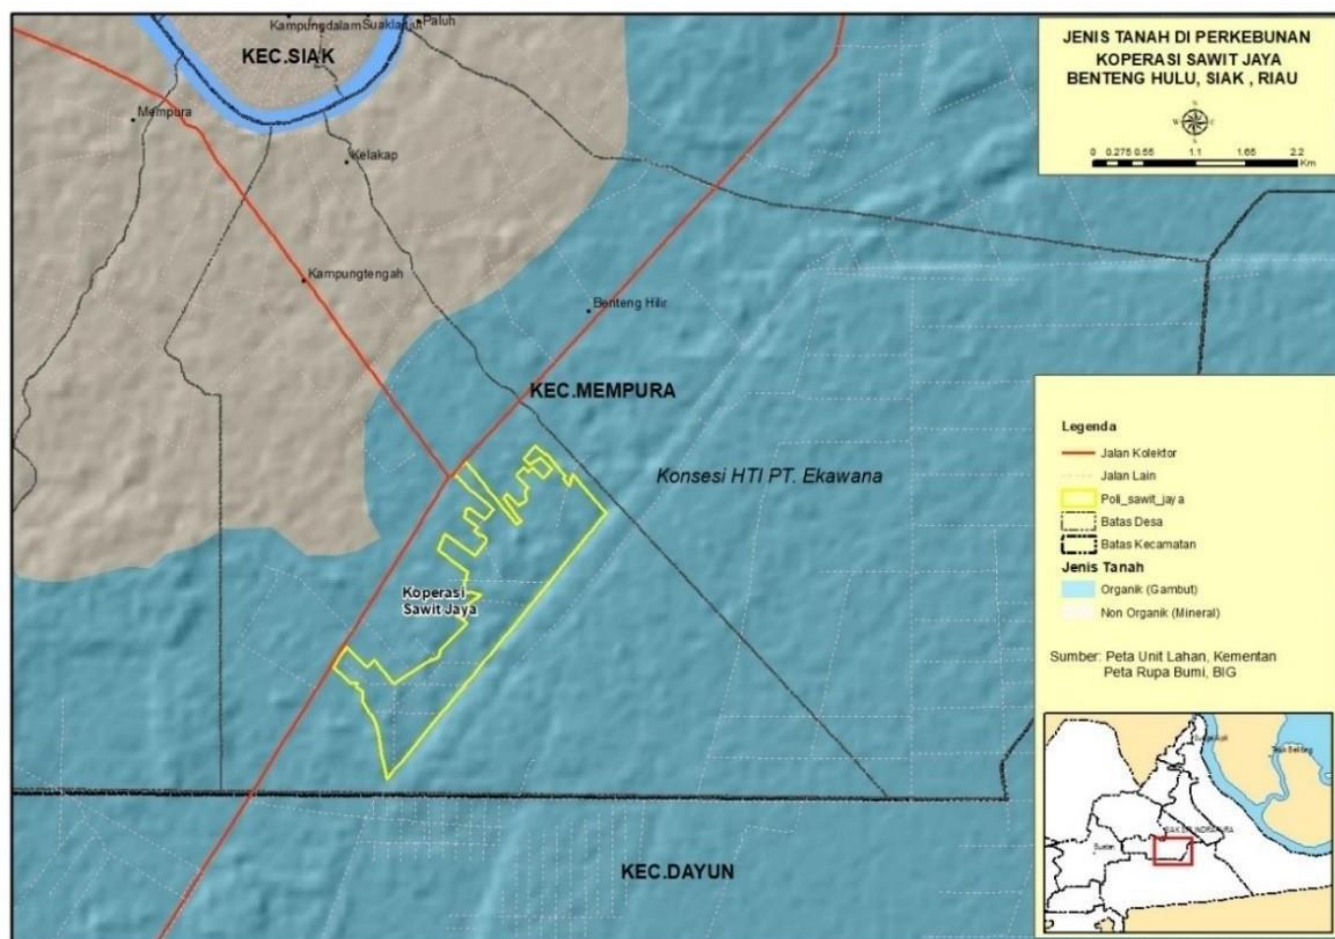 JENIS TANAH DI PERKEBUNAN
KOPERASI SAWIT JAYA
BENTENG HULU, SIAK , RIAU
N
W
E
S
0 0.275 0.55 1.1 1.65 2.2
Km
Kampungdalam
Paluh
KEC.SIAK
Mempura
Kelakap
Kampungtengah
Benteng Hilir
KEC.MEMPURA
Konsesi HTI PT. Ekawana
Koperasi
Sawit Jaya
KEC.DAYUN
Legenda
Jalan Kolektor
Jalan Lain
Poli_sawit_jaya
Batas Desa
Batas Kecamatan
Jenis Tanah
Organik (Gambut)
Non Organik (Mineral)
Sumber: Peta Unit Lahan, Kementan
Peta Rupa Bumi, BIG